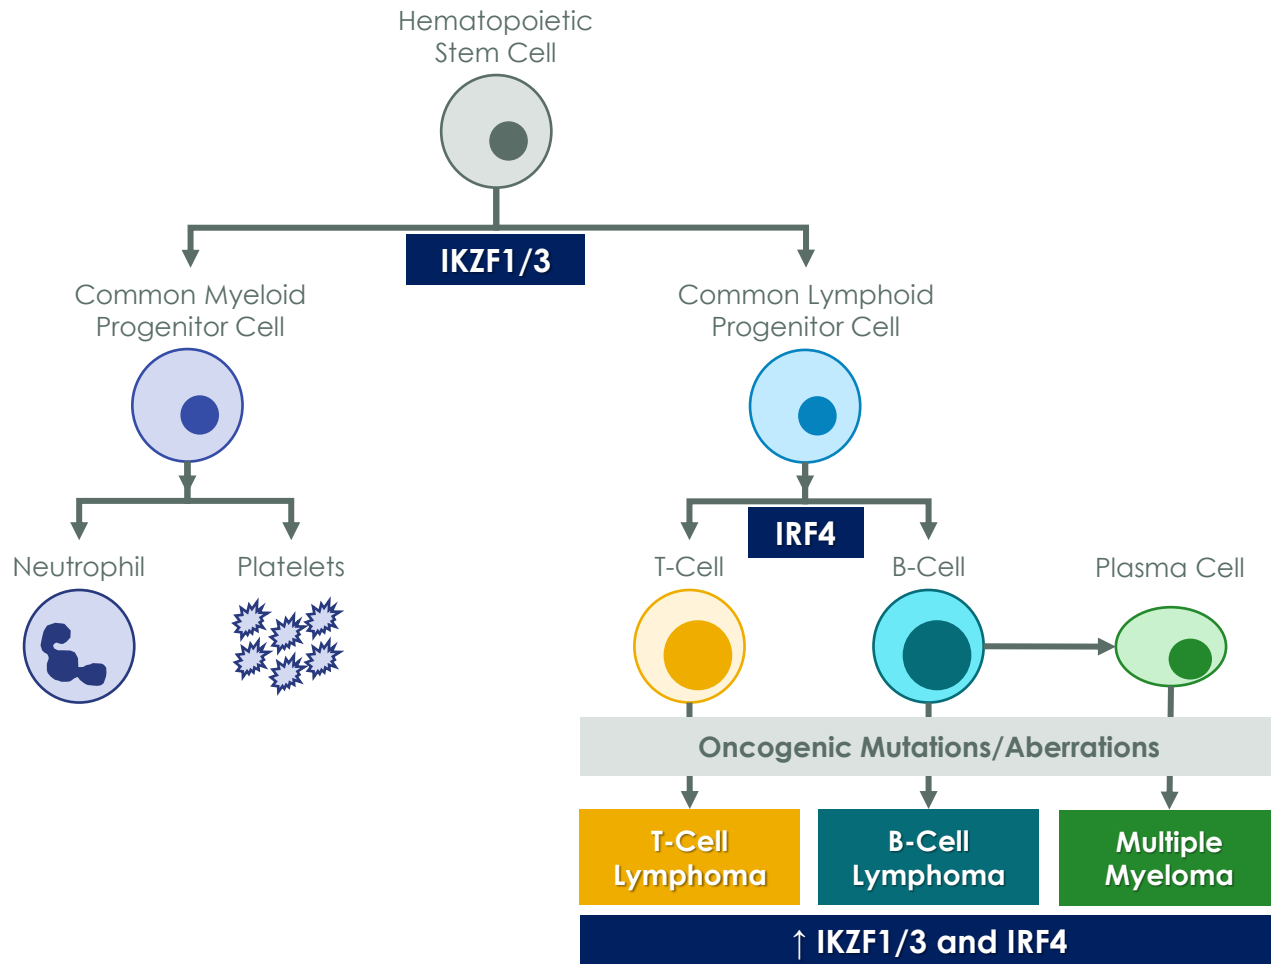 Hematopoietic
Stem Cell
IKZF1/3
Common Myeloid
Progenitor Cell
Common Lymphoid
Progenitor Cell
IRF4
Neutrophil
Platelets
T-Cell
B-Cell
Plasma Cell
Oncogenic Mutations/Aberrations
T-Cell
Lymphoma
B-Cell
Lymphoma
Multiple
Myeloma
↑ IKZF1/3 and IRF4